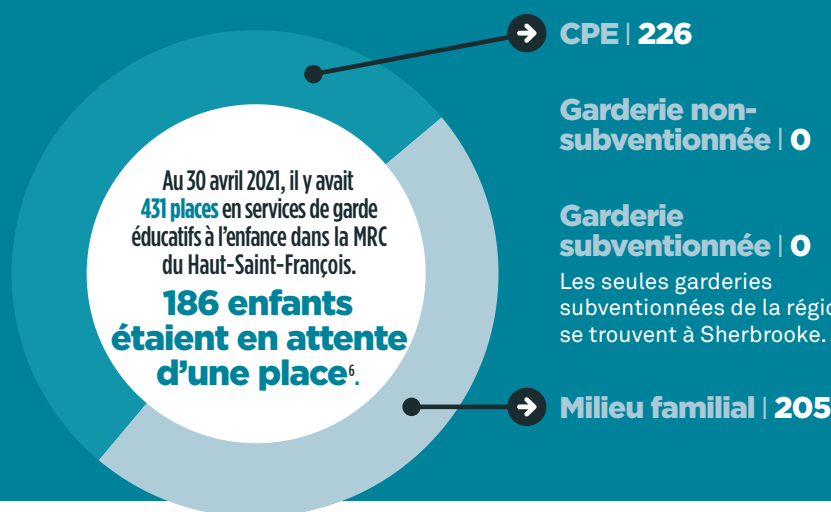 Au 30 avril 2021, il y avait
431 places en services de garde
éducatifs à l'enfance dans la MRC
du Haut-Saint-François.
186 enfants
étaient en attente
d'une place⁶.
CPE | 226
Garderie non-
subventionnée | 0
Garderie
subventionnée | 0
Les seules garderies
subventionnées de la
se trouvent à Sherbrooke.
Milieu familial | 205